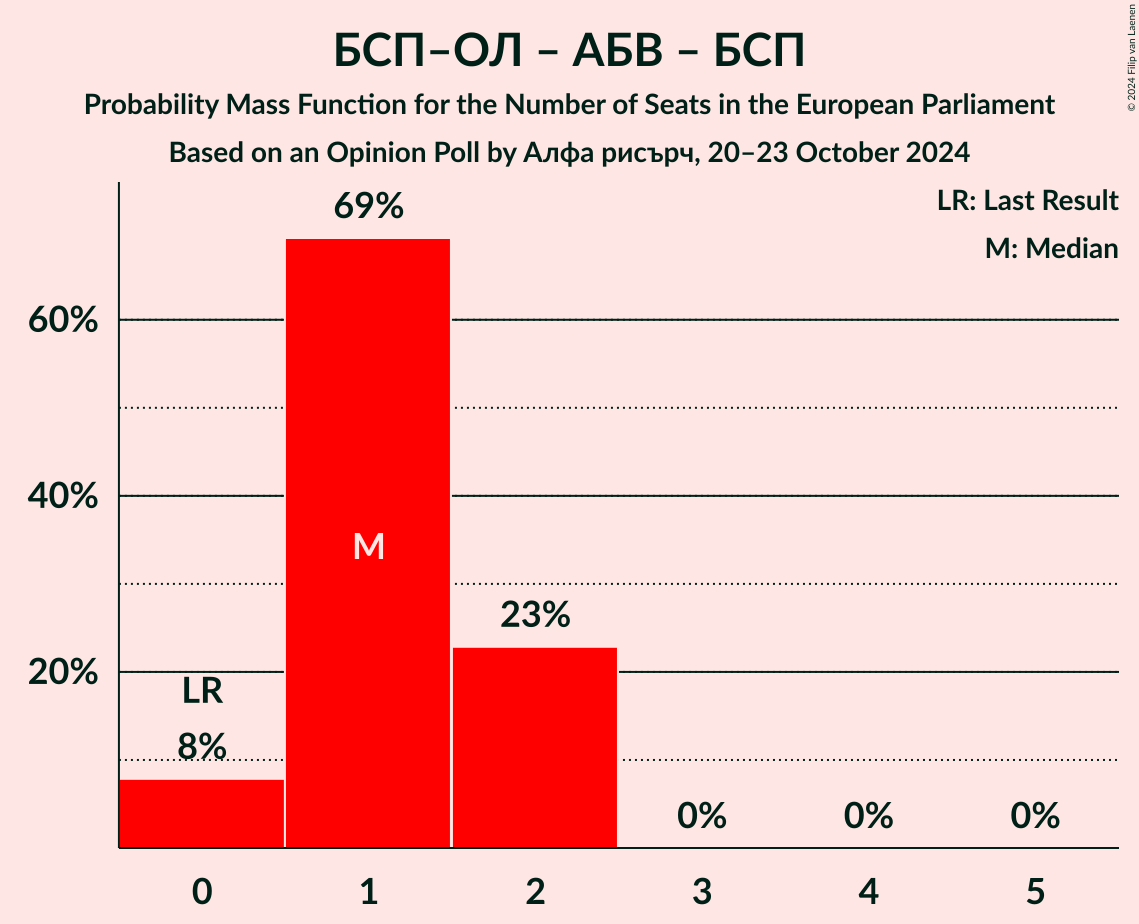 БСП–ОЛ – АБВ – БСП
Probability Mass Function for the Number of Seats in the European Parliament
Based on an Opinion Poll by Алфа рисърч, 20–23 October 2024
© 2024 Filip van Laenen
LR: Last Result
M: Median
69%
60%
40%
M
23%
20%
LR
8%
0% 0% 0%
0 1 2 3 4 5